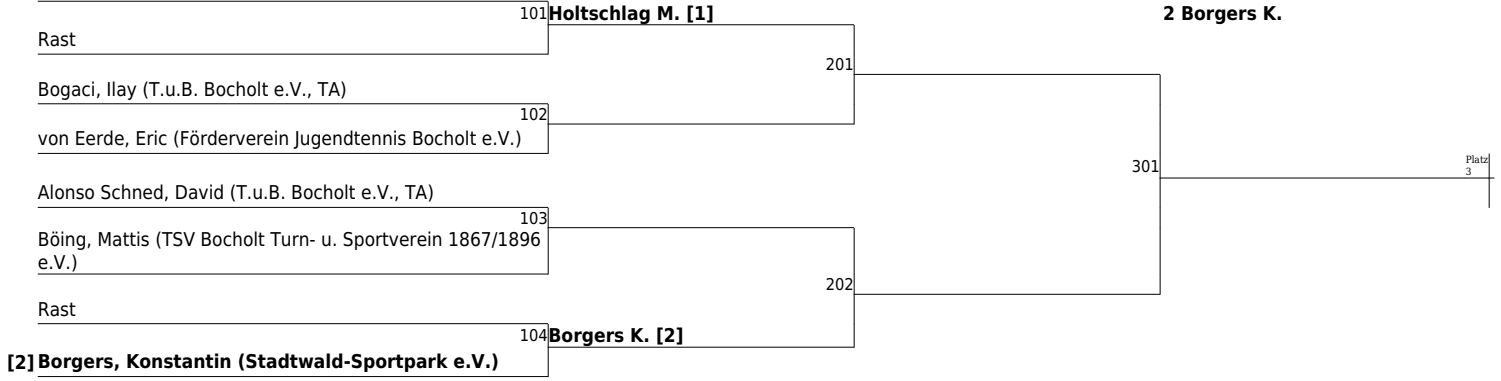 101 Holtschlag M. [1]
2 Borgers K.
Rast
201
Bogaci, Ilay (T.u.B. Bocholt e.V., TA)
102
von Eerde, Eric (Förderverein Jugendtennis Bocholt e.V.)
301
Platz
3
Alonso Schned, David (T.u.B. Bocholt e.V., TA)
103
Böing, Mattis (TSV Bocholt Turn- u. Sportverein 1867/1896
e.V.)
202
Rast
104 Borgers K. [2]
[2] Borgers, Konstantin (Stadtwald-Sportpark e.V.)